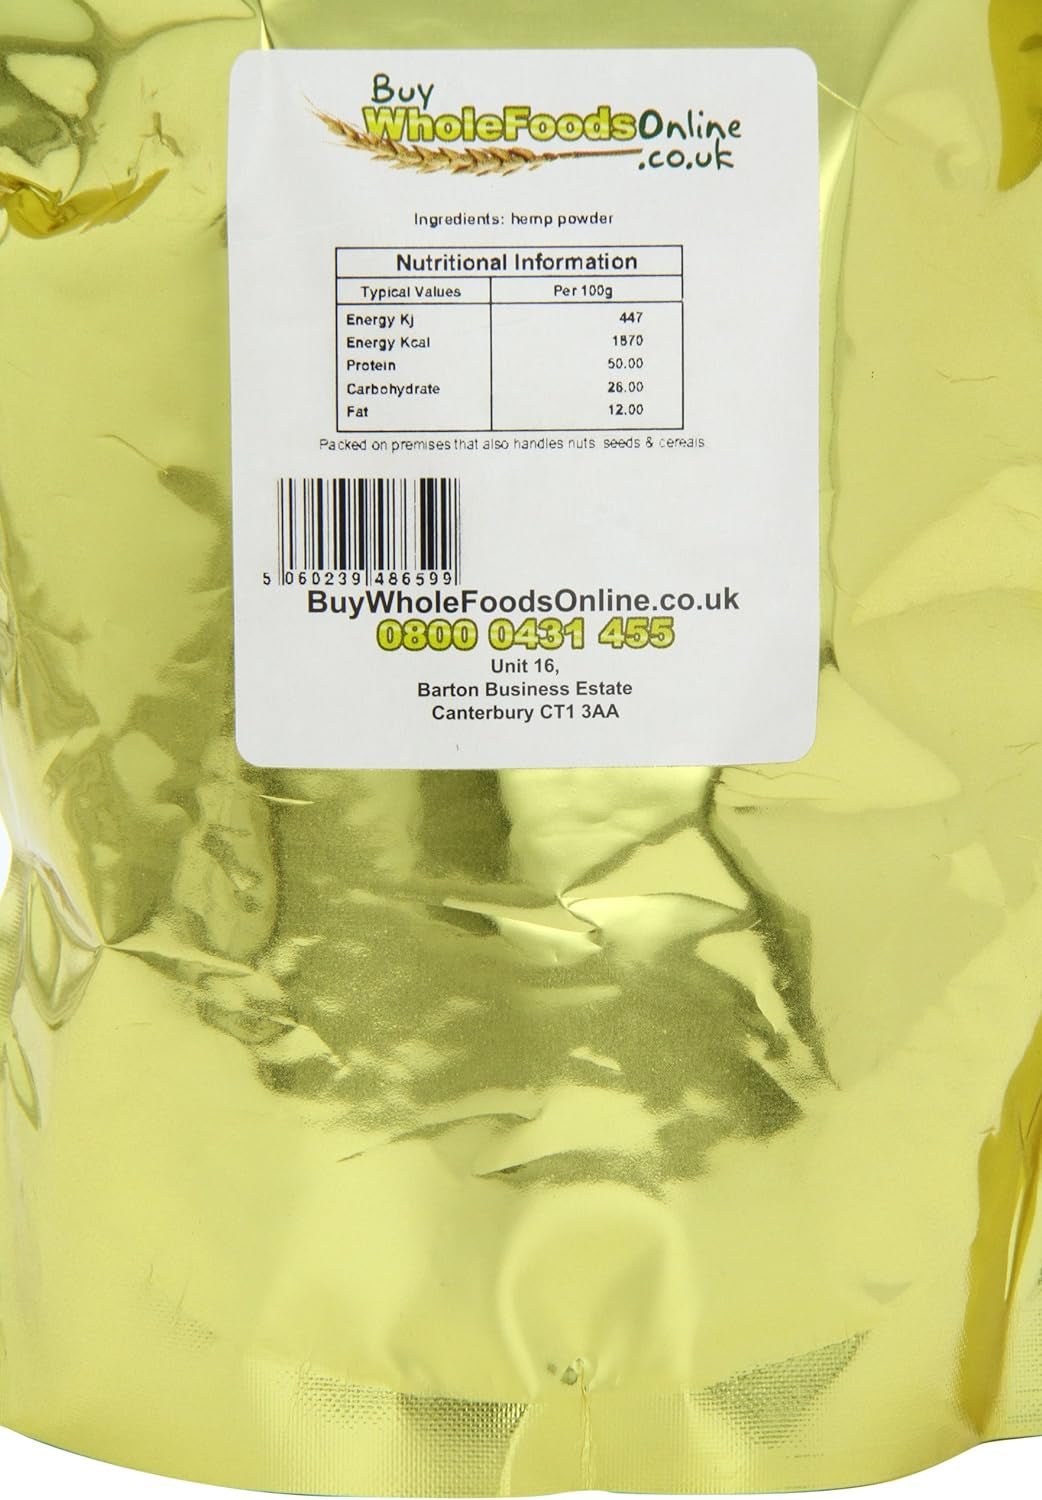 Buy
WholeFoodsOnline
.co.uk
Ingredients: hemp powder
Nutritional Information
Typical Values Per 100g
Energy Kj 447
Energy Kcal 1870
Protein 50.00
Carbohydrate 26.00
Fat 12.00
Packed on premises that also handles nuts seeds & cereals
5 060239 486599
BuyWholeFoodsOnline.co.uk
0800 0431 455
Unit 16,
Barton Business Estate
Canterbury CT1 3AA